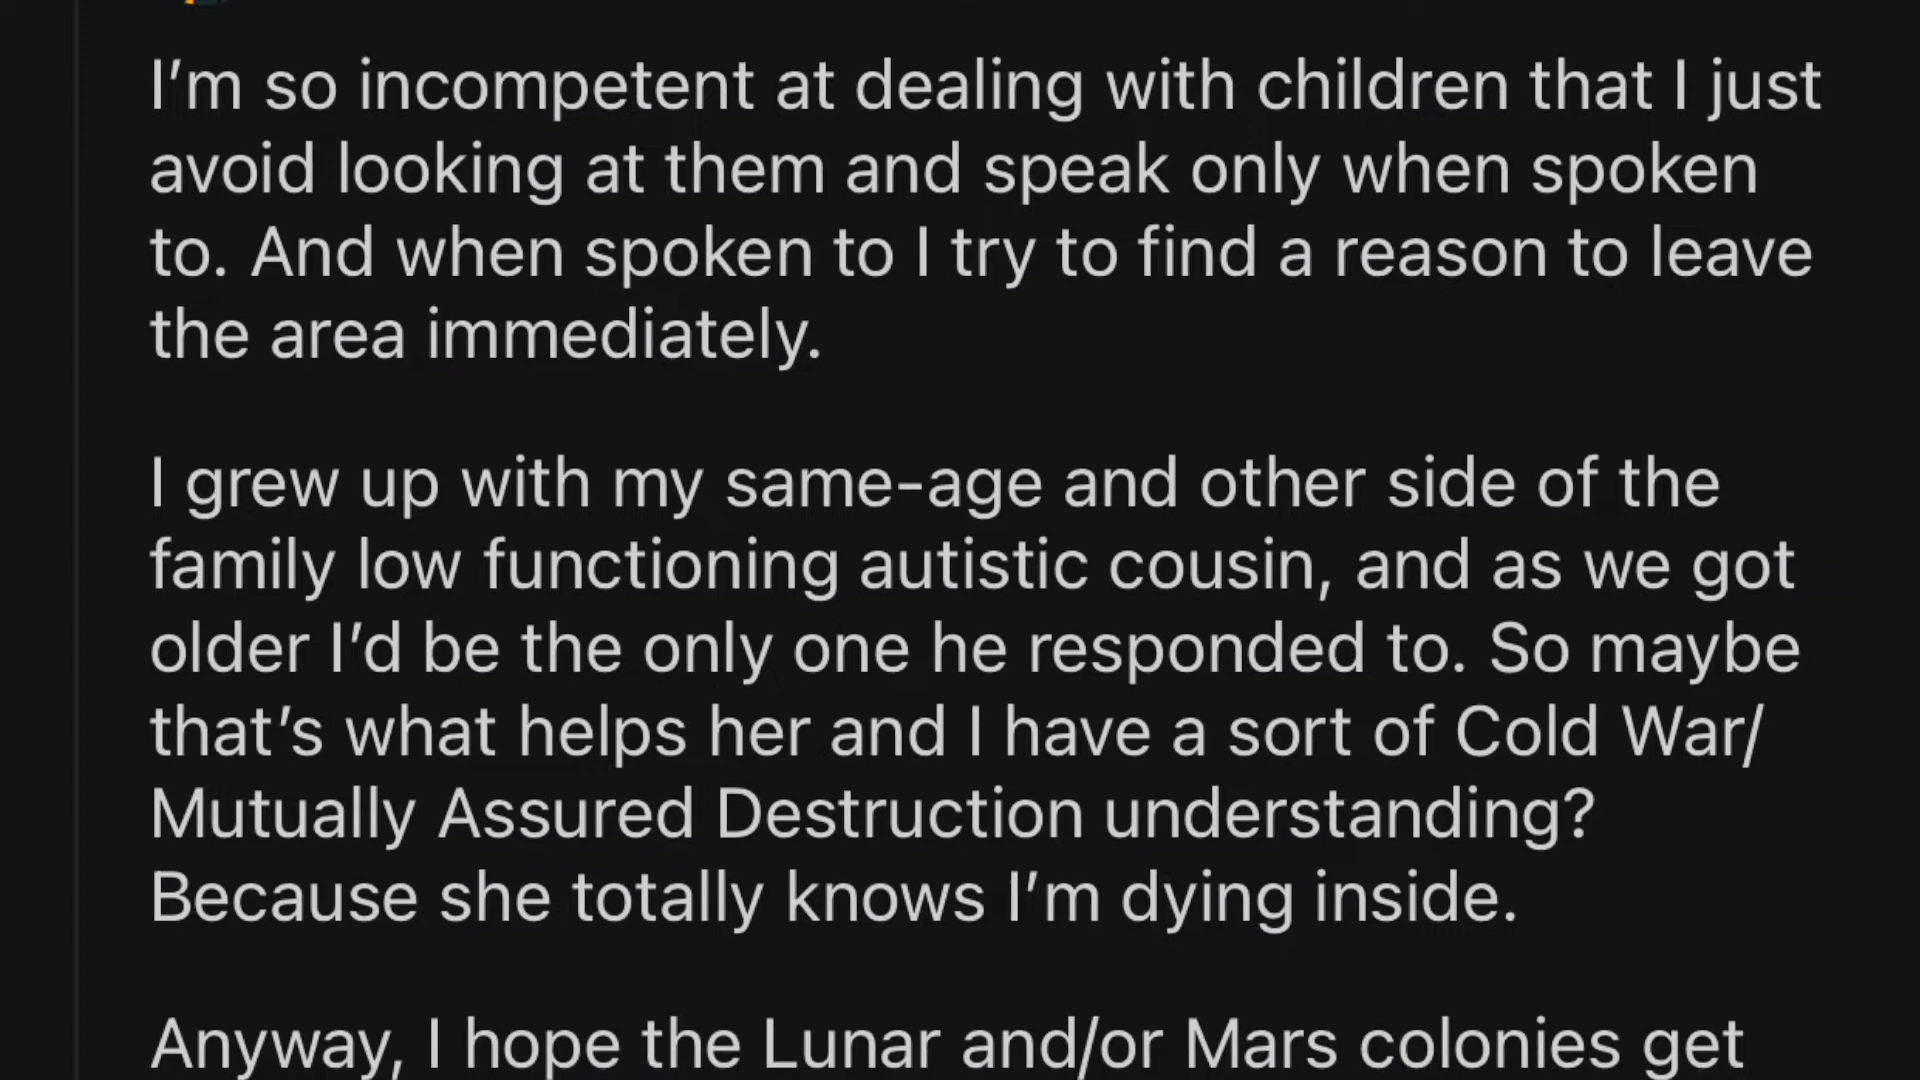 I’m so incompetent at dealing with children that I just
avoid looking at them and speak only when spoken
to. And when spoken to I try to find a reason to leave
the area immediately.
I grew up with my same-age and other side of the
family low functioning autistic cousin, and as we got
older I’d be the only one he responded to. So maybe
that’s what helps her and I have a sort of Cold War/
Mutually Assured Destruction understanding?
Because she totally knows I’m dying inside.
Anyway, I hope the Lunar and/or Mars colonies get